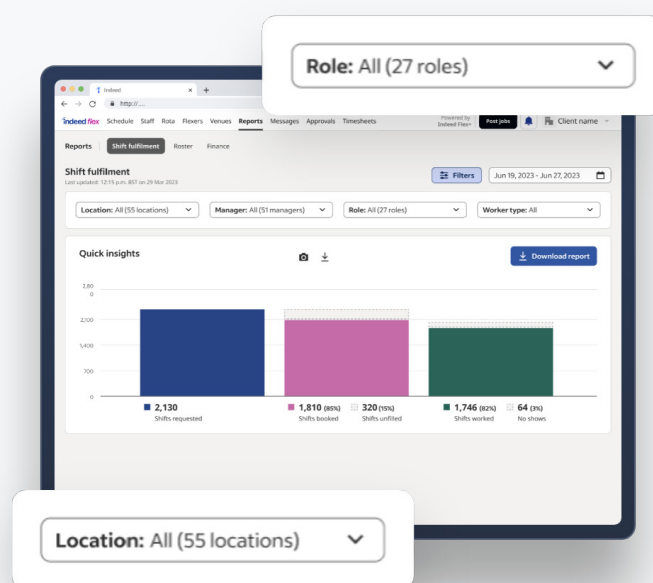 Role: All (27 roles)
Indeed
http://....
indeed flex Schedule Staff Rota Flexers Venues Reports Messages Approvals Timesheets Powered by Indeed Flex+ Post jobs Client name
Reports Shift fulfilment Roster Finance
Shift fulfilment
Last updated: 12:15 p.m. BST on 29 Mar 2023
Filters Jun 19, 2023 - Jun 27, 2023
Location: All (55 locations) Manager: All (51 managers) Role: All (27 roles) Worker type: All
Quick insights Download report
2,80
0
2,100
1,400
700
0
2,130 1,810 (85%) 320 (15%) 1,746 (82%) 64 (3%)
Shifts requested Shifts booked Shifts unfilled Shifts worked No shows
Location: All (55 locations)